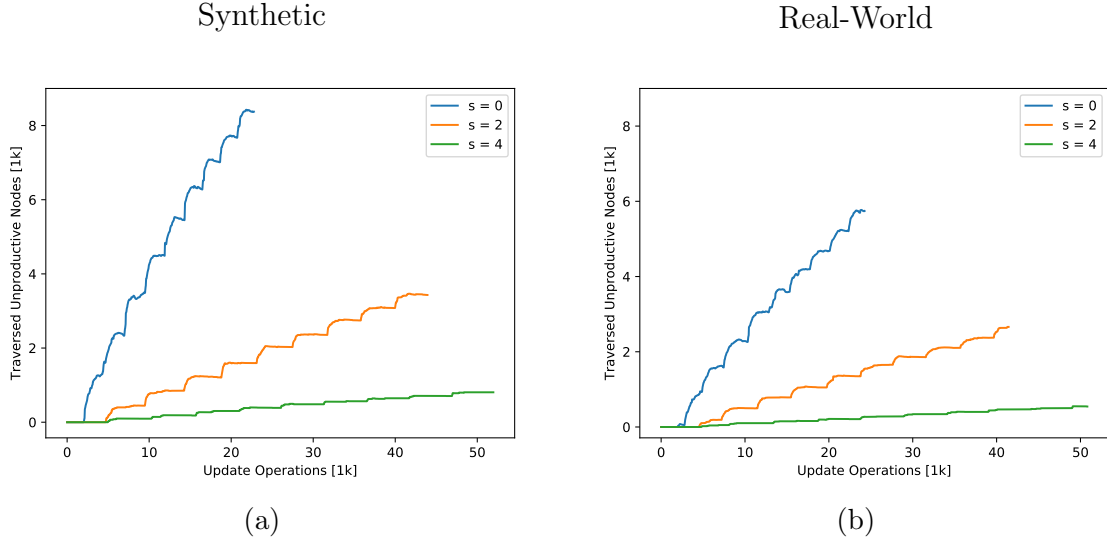 Synthetic
Real-World
Traversed Unproductive Nodes [1k]
8
6
4
2
0
s = 0
s = 2
s = 4
0 10 20 30 40 50
Update Operations [1k]
(a)
Traversed Unproductive Nodes [1k]
8
6
4
2
0
s = 0
s = 2
s = 4
0 10 20 30 40 50
Update Operations [1k]
(b)